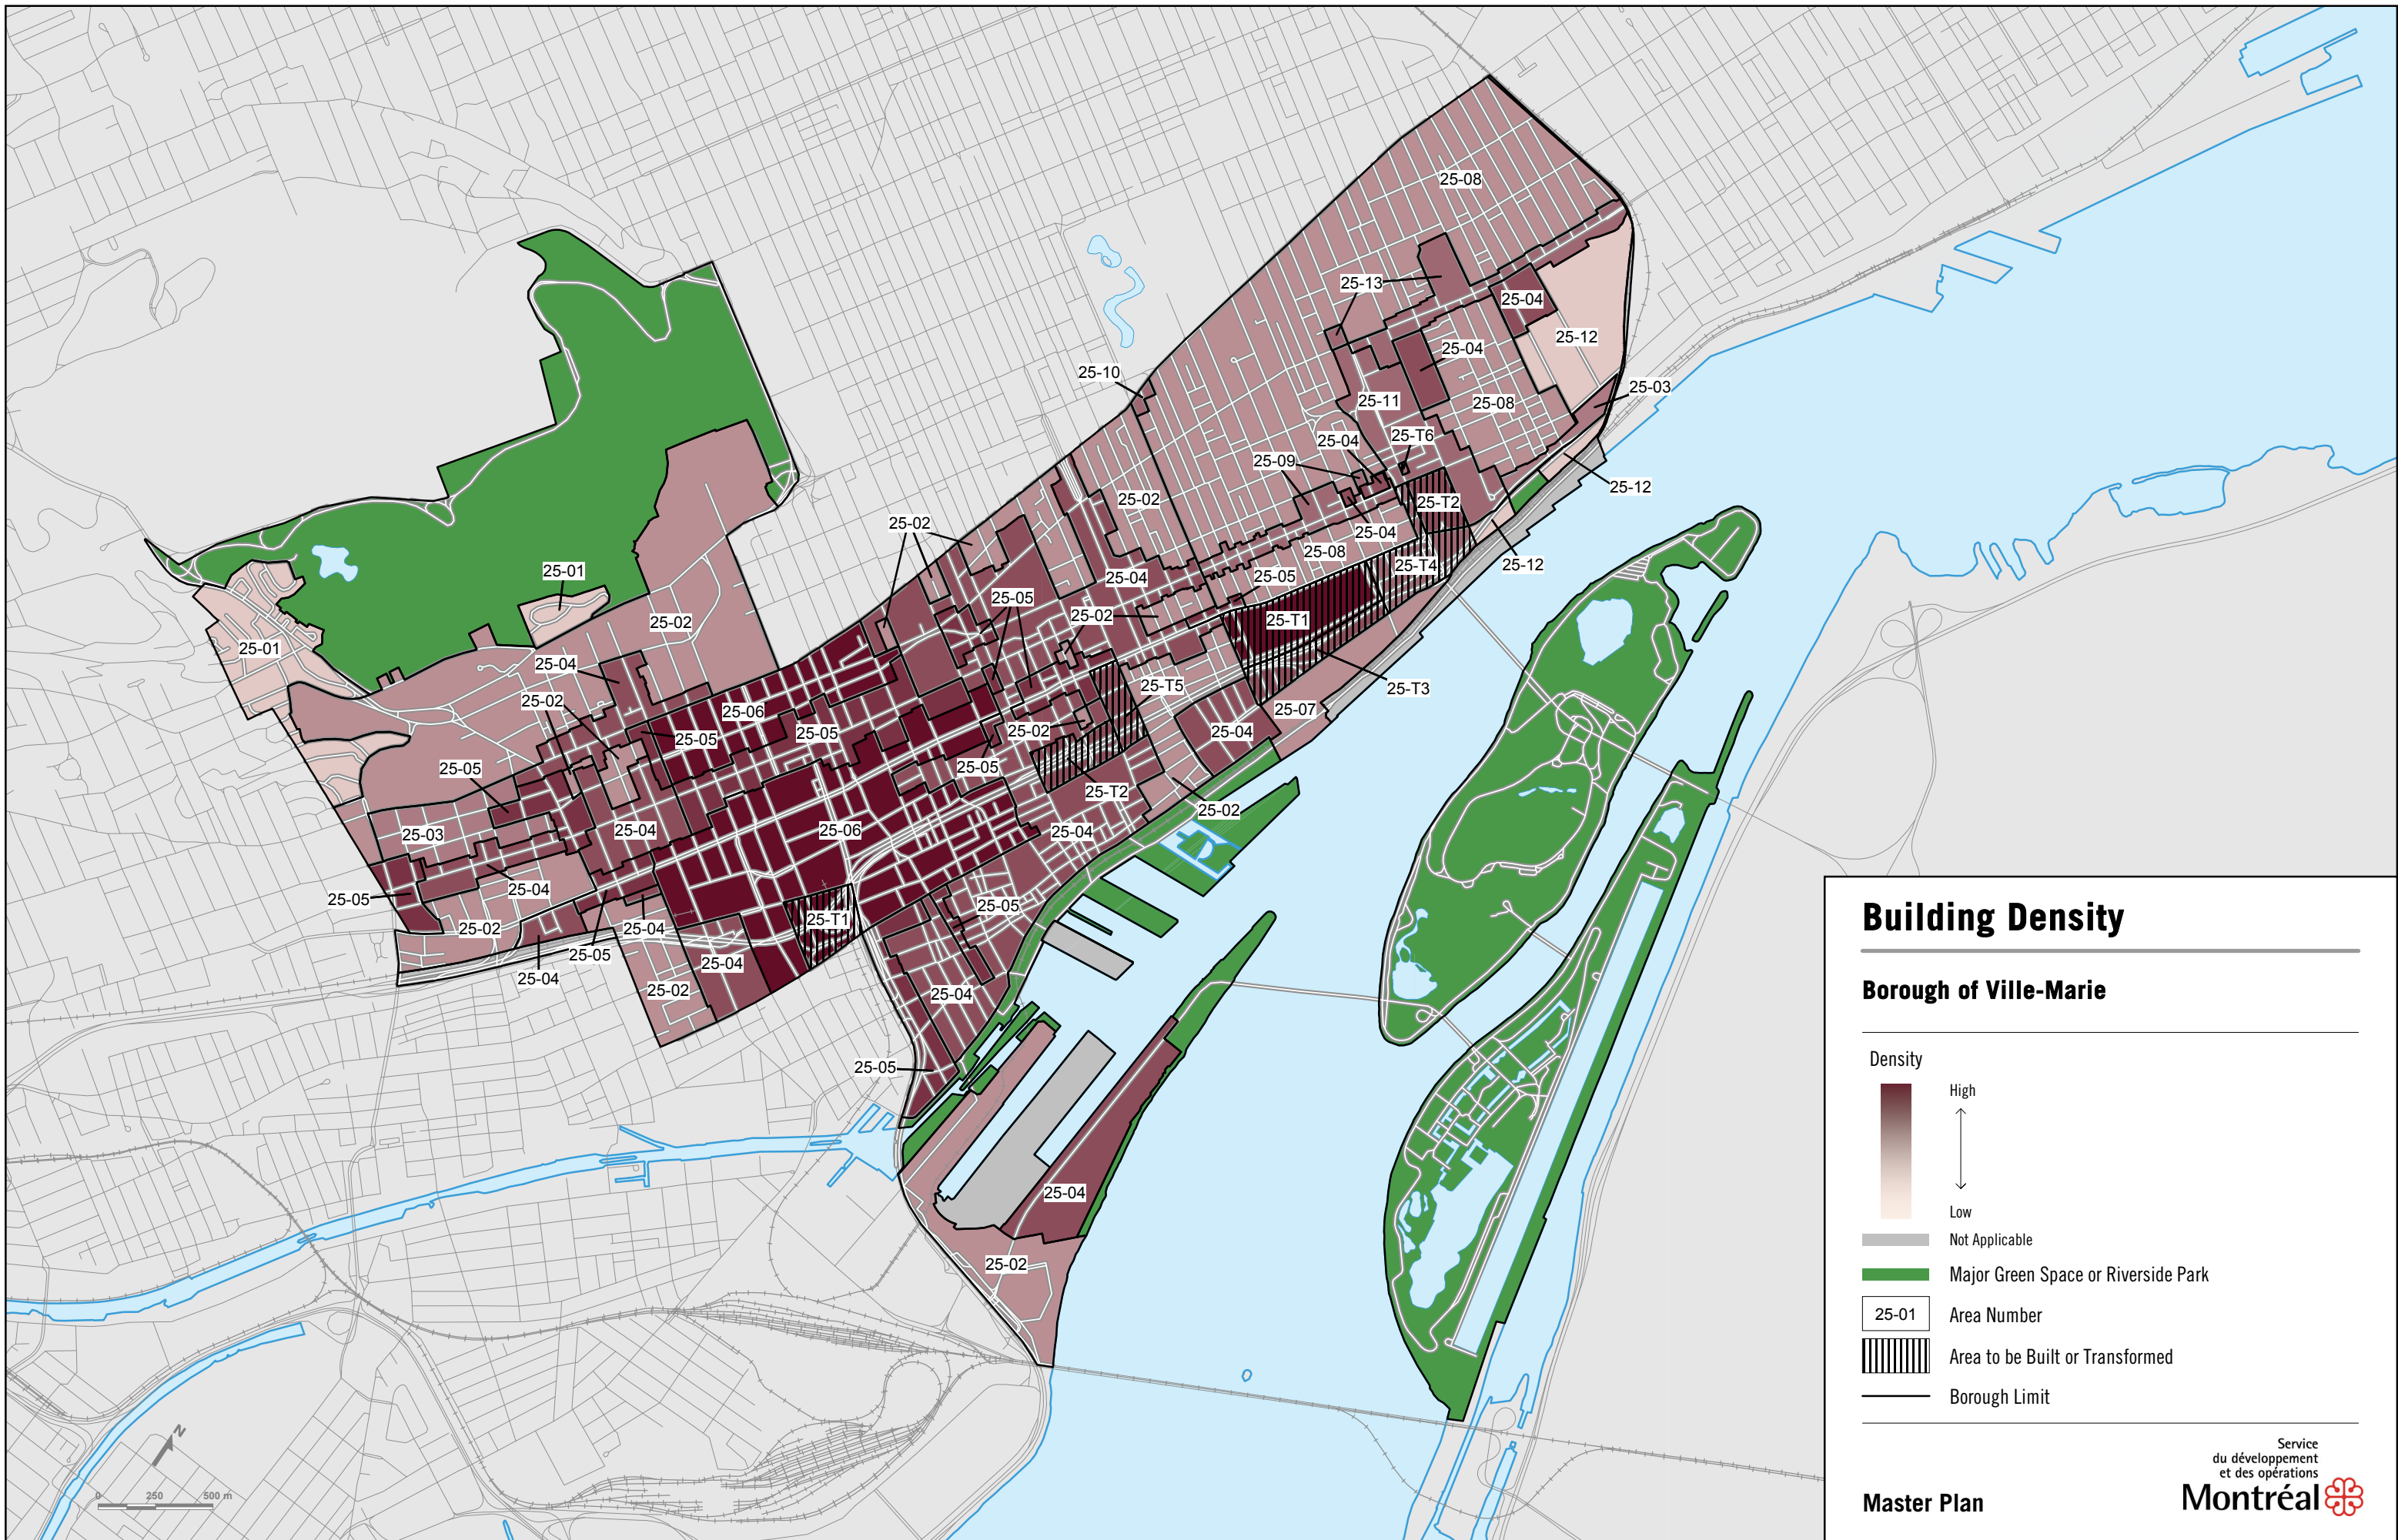 25-08
25-13
25-04
25-12
25-04
25-10
25-03
25-11
25-08
25-T6
25-04
25-09
25-12
25-02
25-T2
25-02
25-04
25-08
25-12
25-T4
25-01
25-04
25-05
25-05
25-02
25-T1
25-02
25-01
25-04
25-T5
25-T3
25-02
25-06
25-07
25-02
25-04
25-05
25-05
25-05
25-05
25-T2
25-02
25-03
25-04
25-06
25-04
25-04
25-05
25-05
25-T1
25-02
25-04
25-05
25-04
25-04
25-02
25-04
25-05
25-04
25-02
Building Density
Borough of Ville-Marie
Density
High
Low
Not Applicable
Major Green Space or Riverside Park
25-01
Area Number
Area to be Built or Transformed
Borough Limit
N
0 250 500 m
Service
du développement
et des opérations
Montréal
Master Plan